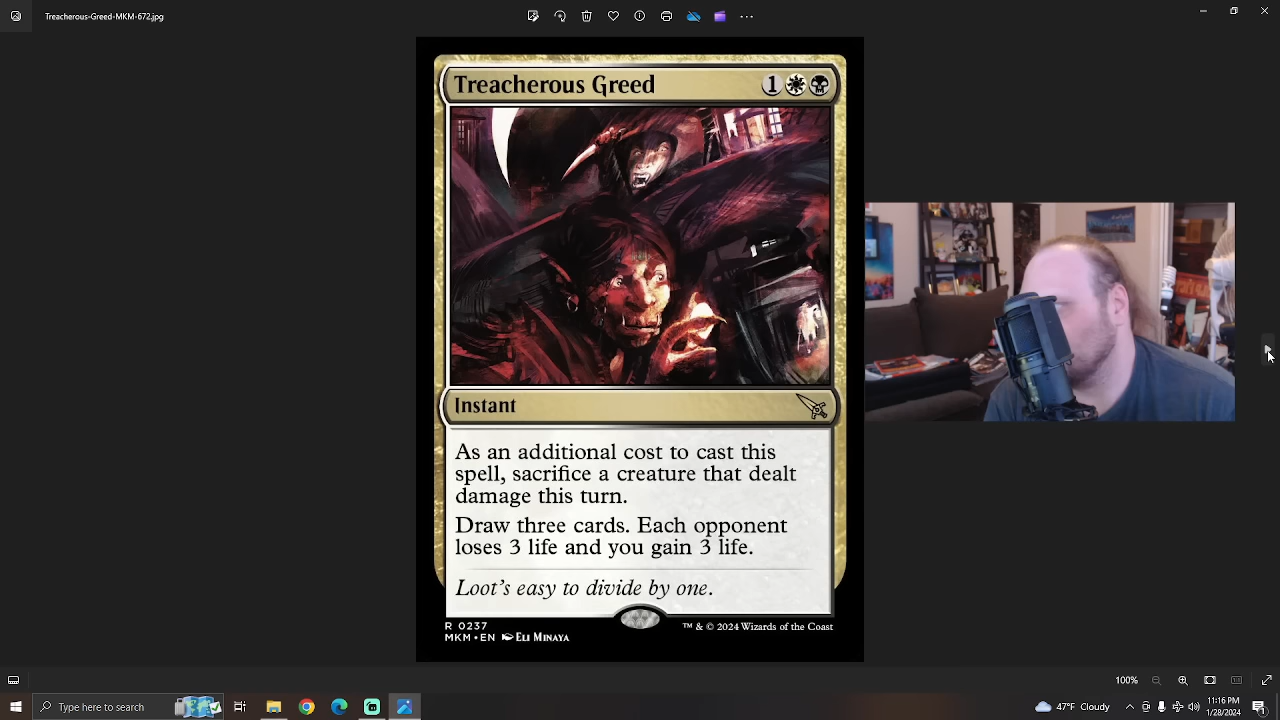 Treacherous-Greed-MKM-672.jpg
Treacherous Greed 1
Instant
As an additional cost to cast this
spell, sacrifice a creature that dealt
damage this turn.
Draw three cards. Each opponent
loses 3 life and you gain 3 life.
Loot's easy to divide by one.
R 0237
MKM • EN ELI MINAYA
™ & © 2024 Wizards of the Coast
100%
Type here to search
47°F Cloudy
11:16 PM
1/28/2024